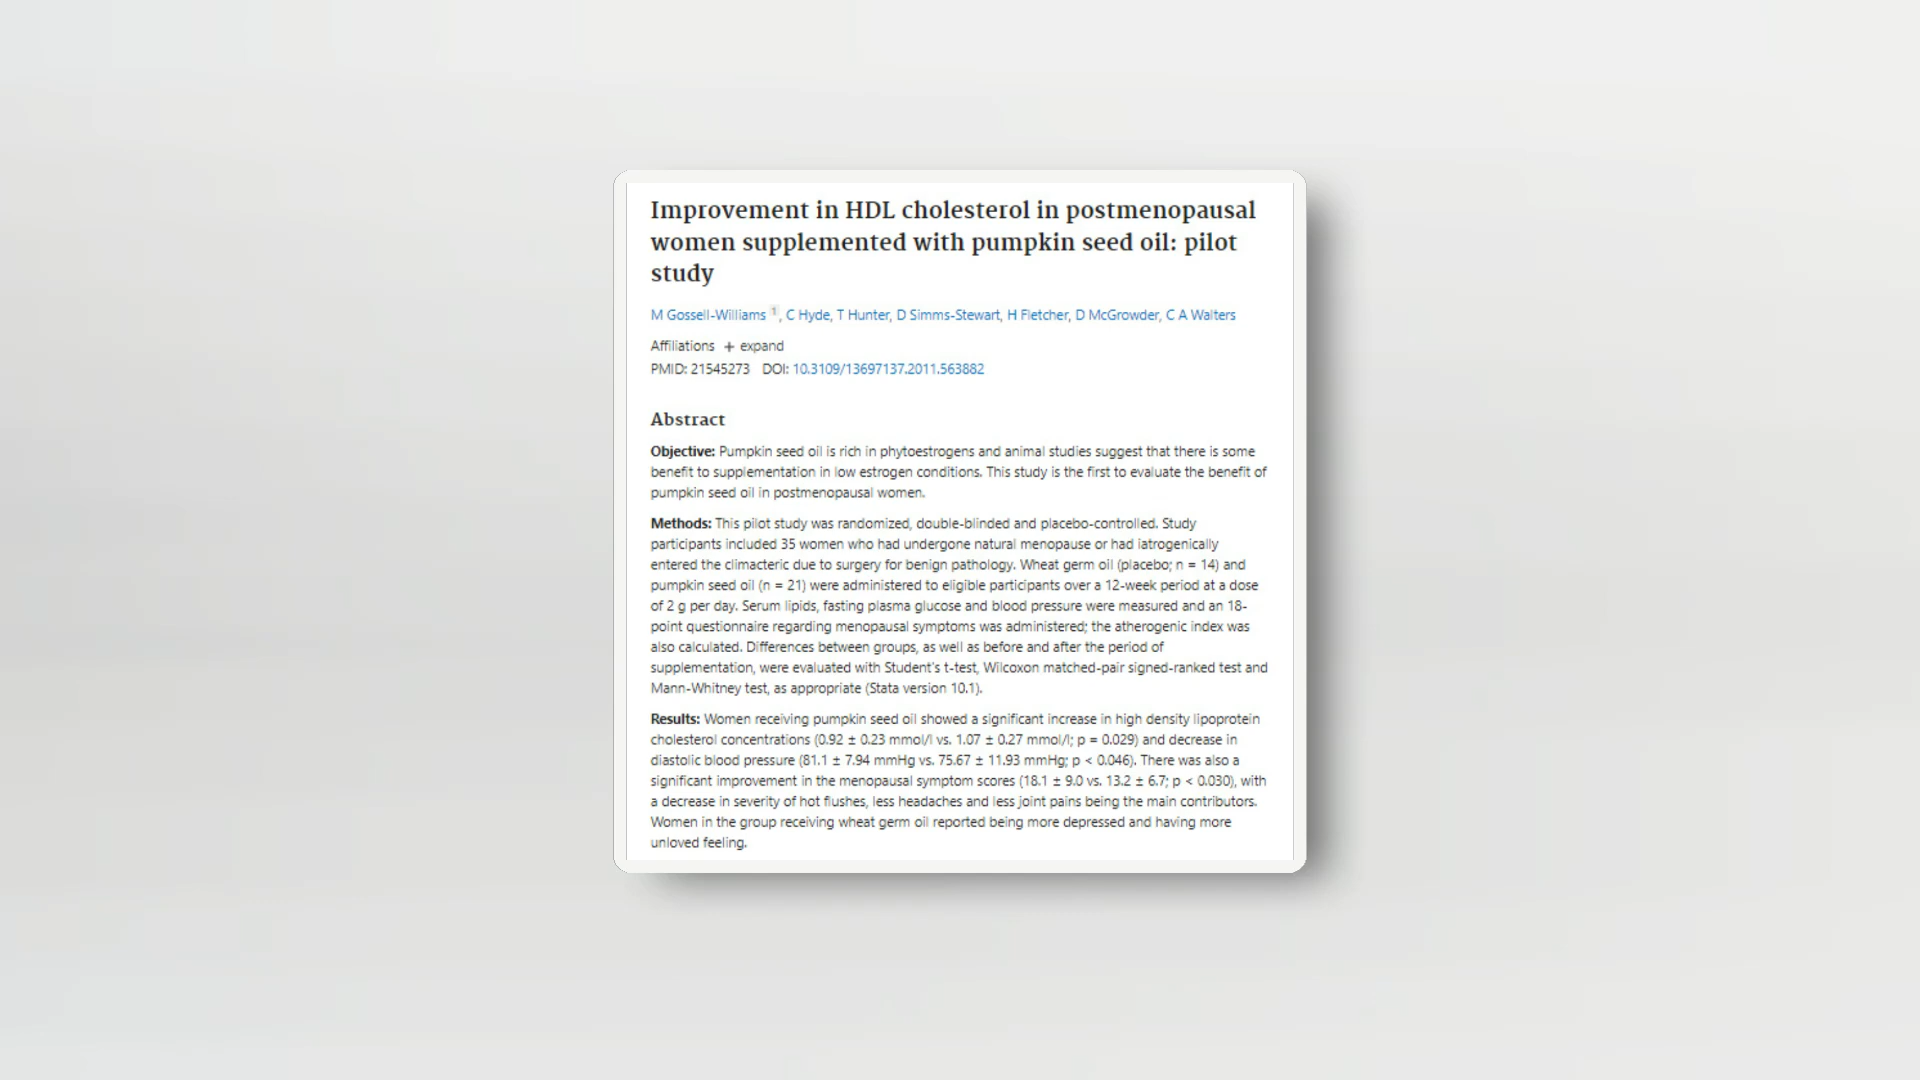 Improvement in HDL cholesterol in postmenopausal
women supplemented with pumpkin seed oil: pilot
study
M Gossell-Williams 1, C Hyde, T Hunter, D Simms-Stewart, H Fletcher, D McGrowder, C A Walters
Affiliations + expand
PMID: 21545273 DOI: 10.3109/13697137.2011.563882
Abstract
Objective: Pumpkin seed oil is rich in phytoestrogens and animal studies suggest that there is some
benefit to supplementation in low estrogen conditions. This study is the first to evaluate the benefit of
pumpkin seed oil in postmenopausal women.
Methods: This pilot study was randomized, double-blinded and placebo-controlled. Study
participants included 35 women who had undergone natural menopause or had iatrogenically
entered the climacteric due to surgery for benign pathology. Wheat germ oil (placebo; n = 14) and
pumpkin seed oil (n = 21) were administered to eligible participants over a 12-week period at a dose
of 2 g per day. Serum lipids, fasting plasma glucose and blood pressure were measured and an 18-
point questionnaire regarding menopausal symptoms was administered; the atherogenic index was
also calculated. Differences between groups, as well as before and after the period of
supplementation, were evaluated with Student's t-test, Wilcoxon matched-pair signed-ranked test and
Mann-Whitney test, as appropriate (Stata version 10.1).
Results: Women receiving pumpkin seed oil showed a significant increase in high density lipoprotein
cholesterol concentrations (0.92 ± 0.23 mmol/l vs. 1.07 ± 0.27 mmol/l; p = 0.029) and decrease in
diastolic blood pressure (81.1 ± 7.94 mmHg vs. 75.67 ± 11.93 mmHg; p < 0.046). There was also a
significant improvement in the menopausal symptom scores (18.1 ± 9.0 vs. 13.2 ± 6.7; p < 0.030), with
a decrease in severity of hot flushes, less headaches and less joint pains being the main contributors.
Women in the group receiving wheat germ oil reported being more depressed and having more
unloved feeling.